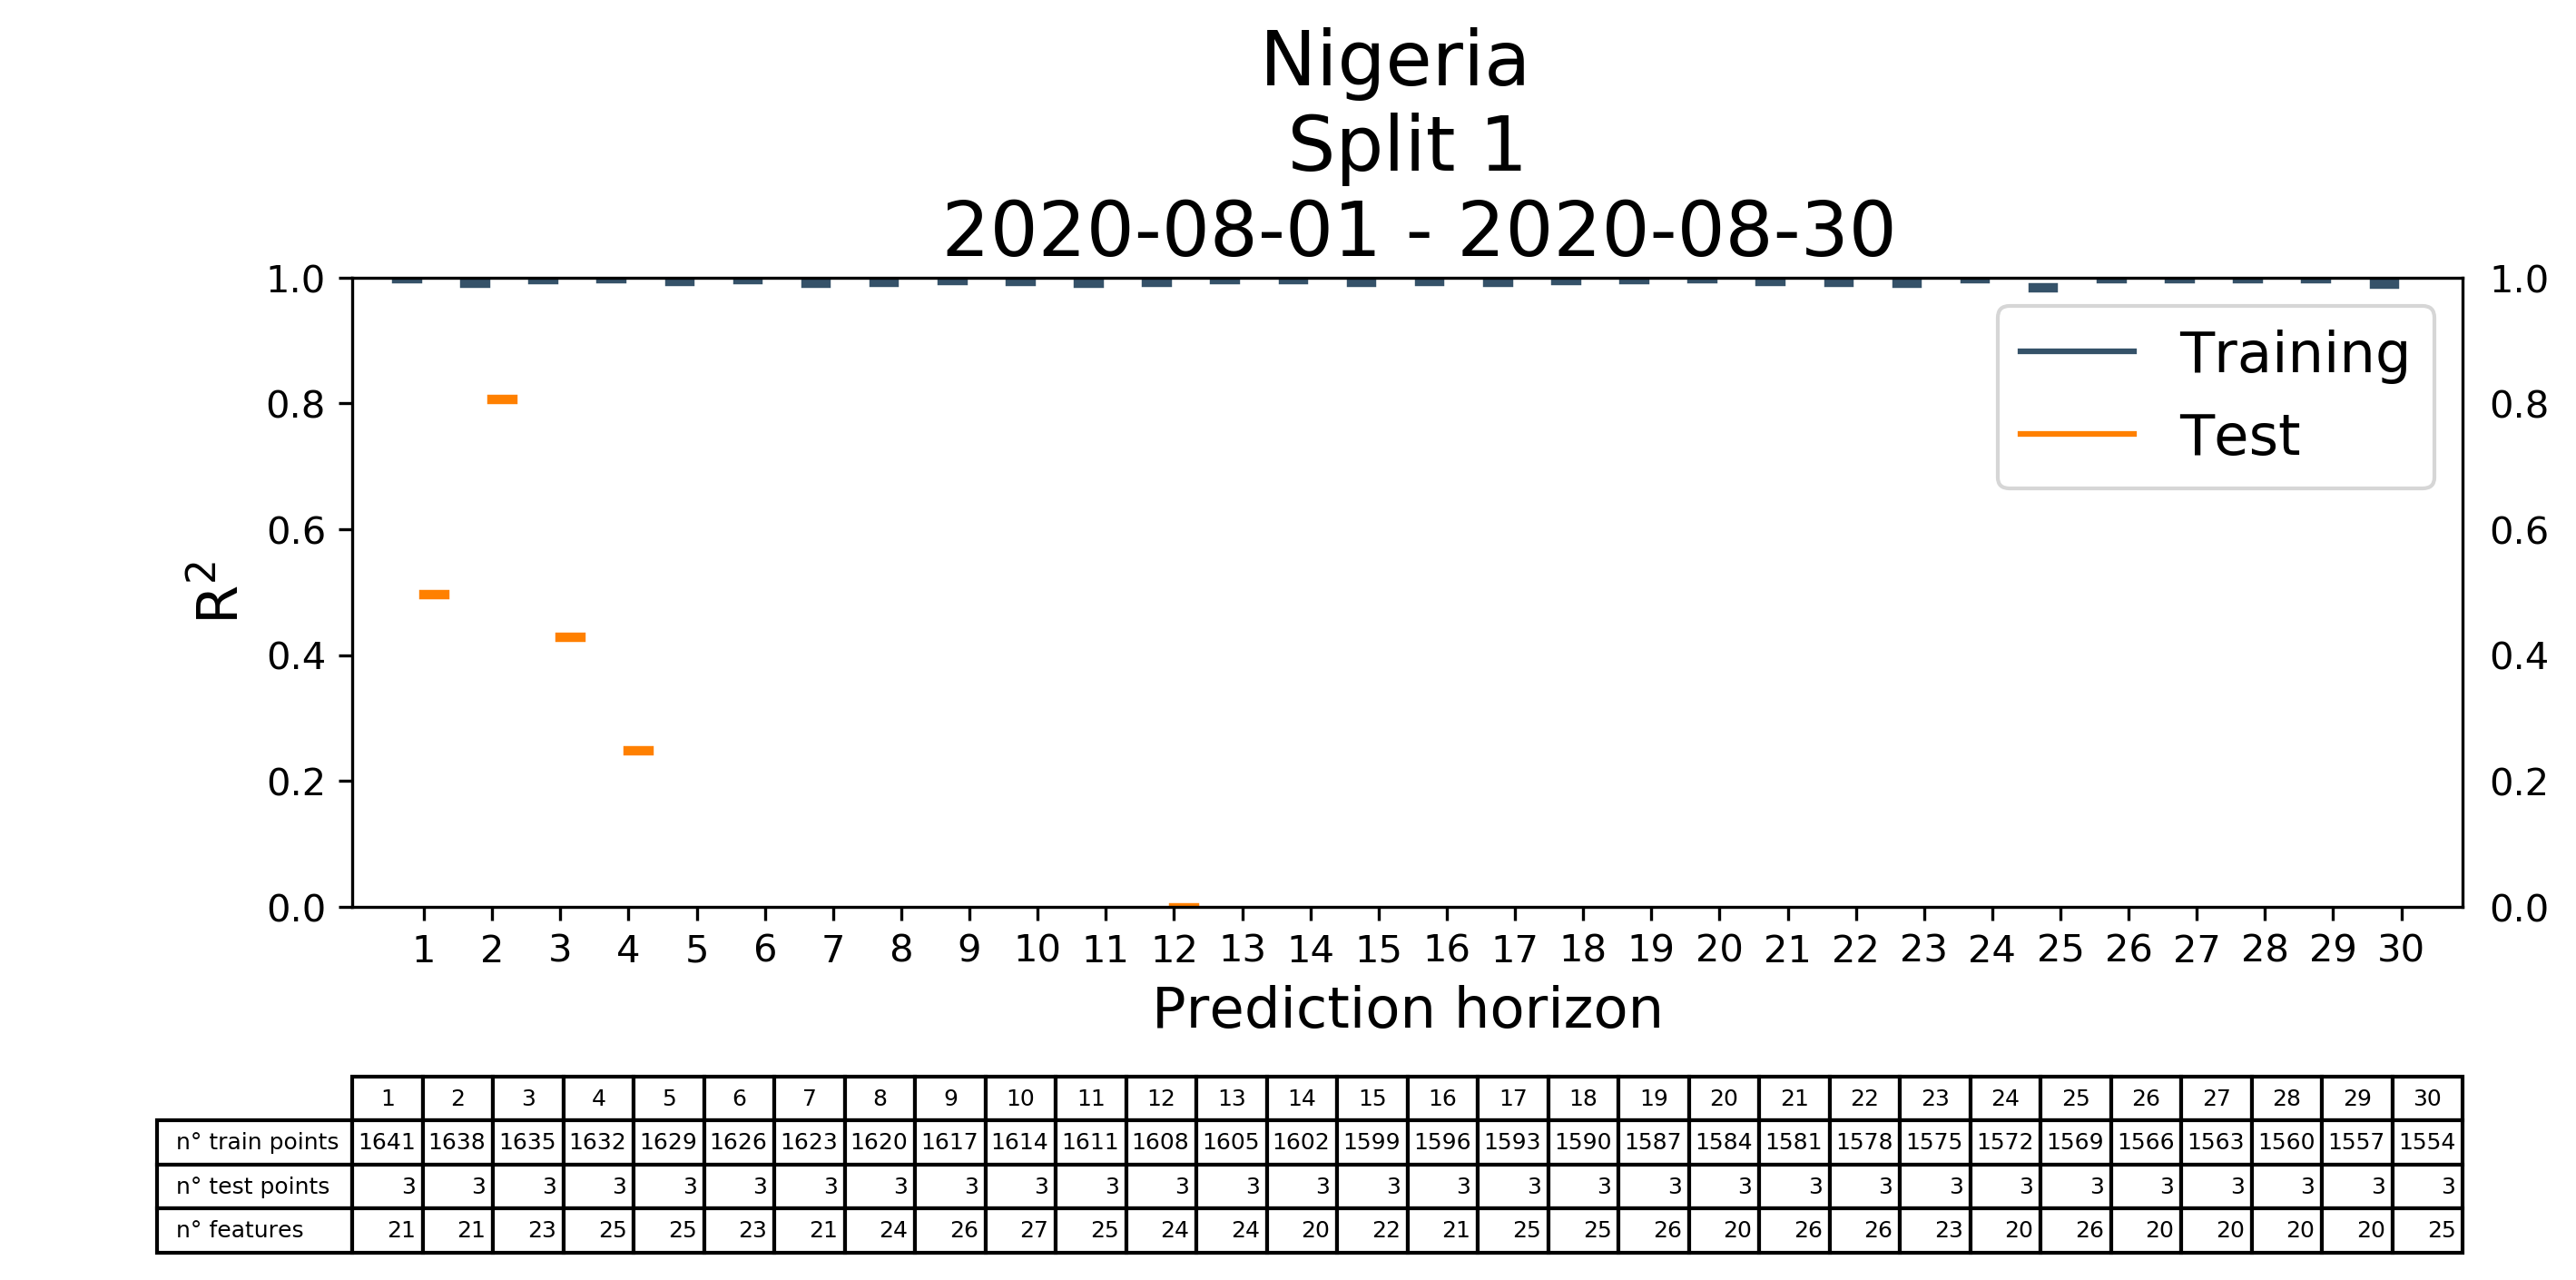 Nigeria
Split 1
2020-08-01 - 2020-08-30
1.0 1.0
0.8 0.8
0.6 0.6
0.4 0.4
0.2 0.2
0.0 0.0
R²
Training
Test
1 2 3 4 5 6 7 8 9 10 11 12 13 14 15 16 17 18 19 20 21 22 23 24 25 26 27 28 29 30
Prediction horizon
1 2 3 4 5 6 7 8 9 10 11 12 13 14 15 16 17 18 19 20 21 22 23 24 25 26 27 28 29 30
n° train points 1641 1638 1635 1632 1629 1626 1623 1620 1617 1614 1611 1608 1605 1602 1599 1596 1593 1590 1587 1584 1581 1578 1575 1572 1569 1566 1563 1560 1557 1554
n° test points 3 3 3 3 3 3 3 3 3 3 3 3 3 3 3 3 3 3 3 3 3 3 3 3 3 3 3 3 3 3
n° features 21 21 23 25 25 23 21 24 26 27 25 24 24 20 22 21 25 25 26 20 26 26 23 20 26 20 20 20 20 25